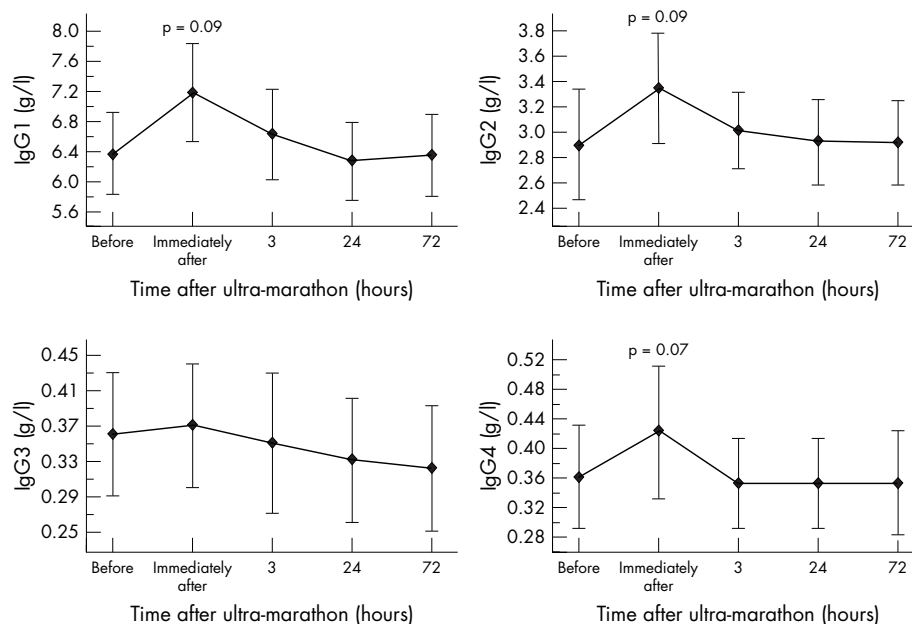 p = 0.09
IgG1 (g/l)
8.0
7.6
7.2
6.8
6.4
6.0
5.6
Before
Immediately
after
3
24
72
Time after ultra-marathon (hours)
p = 0.09
IgG2 (g/l)
3.8
3.6
3.4
3.2
3.0
2.8
2.6
2.4
Before
Immediately
after
3
24
72
Time after ultra-marathon (hours)
IgG3 (g/l)
0.45
0.41
0.37
0.33
0.29
0.25
Before
Immediately
after
3
24
72
Time after ultra-marathon (hours)
p = 0.07
IgG4 (g/l)
0.52
0.48
0.44
0.40
0.36
0.32
0.28
Before
Immediately
after
3
24
72
Time after ultra-marathon (hours)